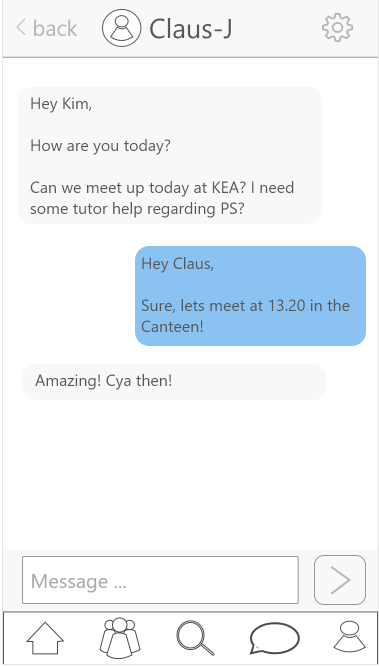 back
Claus-J
Hey Kim,
How are you today?
Can we meet up today at KEA? I need
some tutor help regarding PS?
Hey Claus,
Sure, lets meet at 13.20 in the
Canteen!
Amazing! Cya then!
Message ...